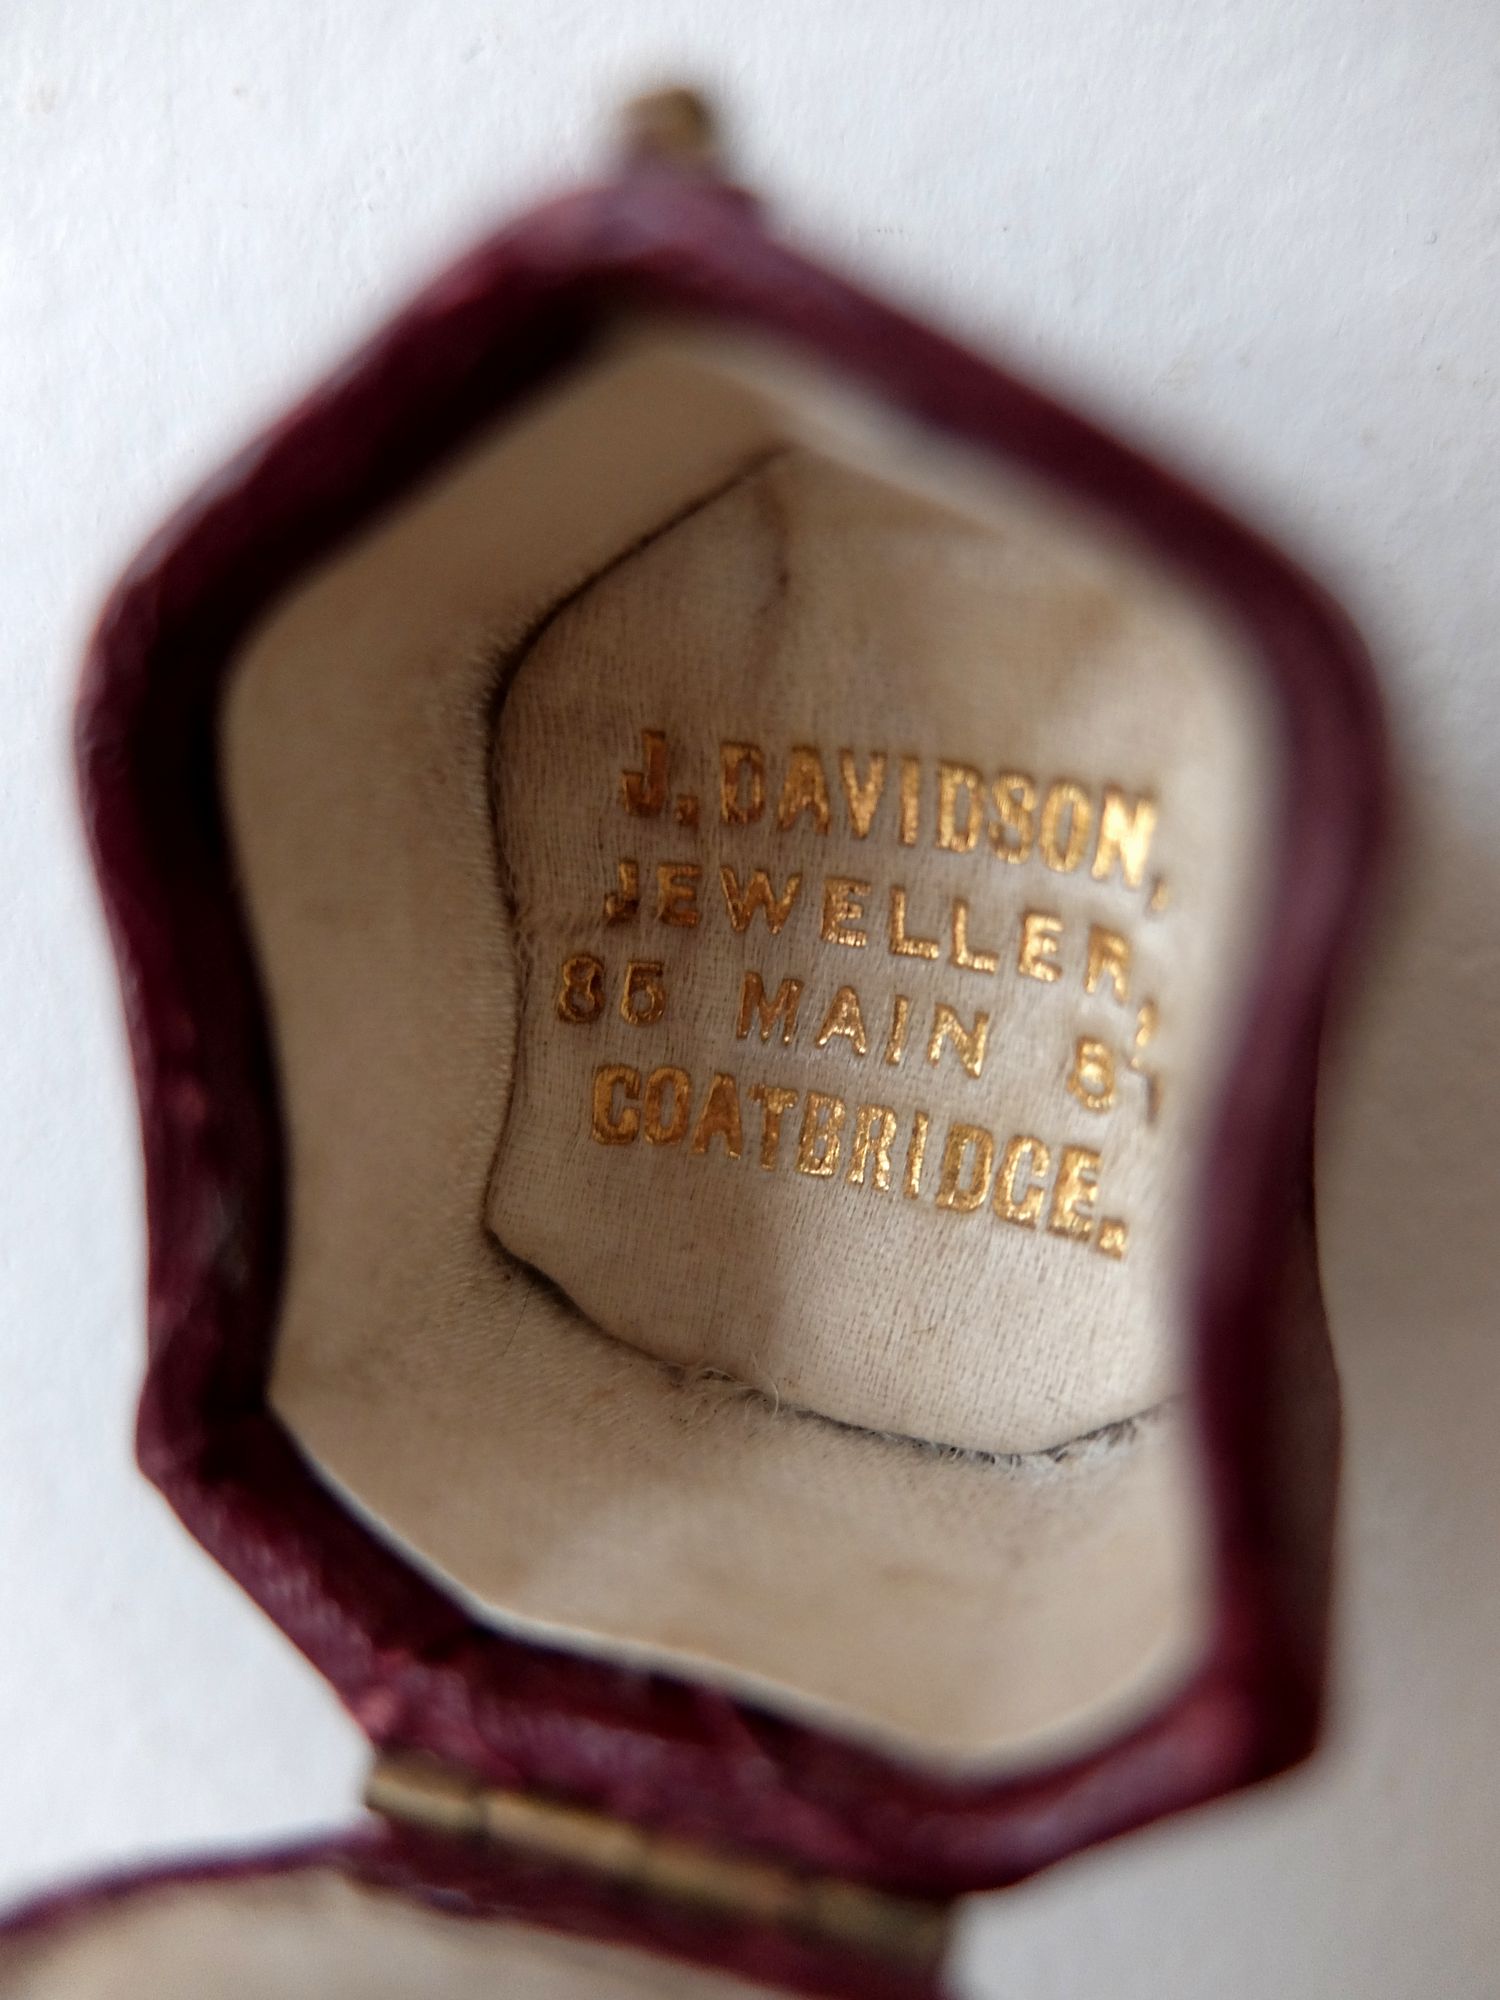 J. DAVIDSON,
JEWELLER,
85 MAIN ST
COATBRIDGE.